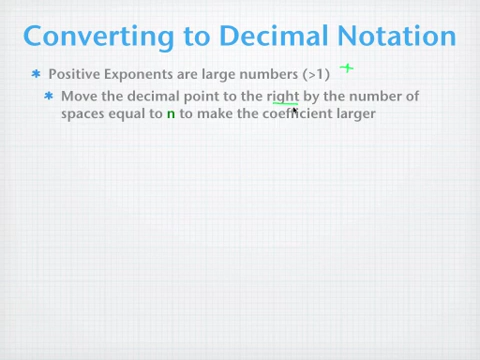 Converting to Decimal Notation
* Positive Exponents are large numbers (>1) +
* Move the decimal point to the right by the number of
spaces equal to n to make the coefficient larger